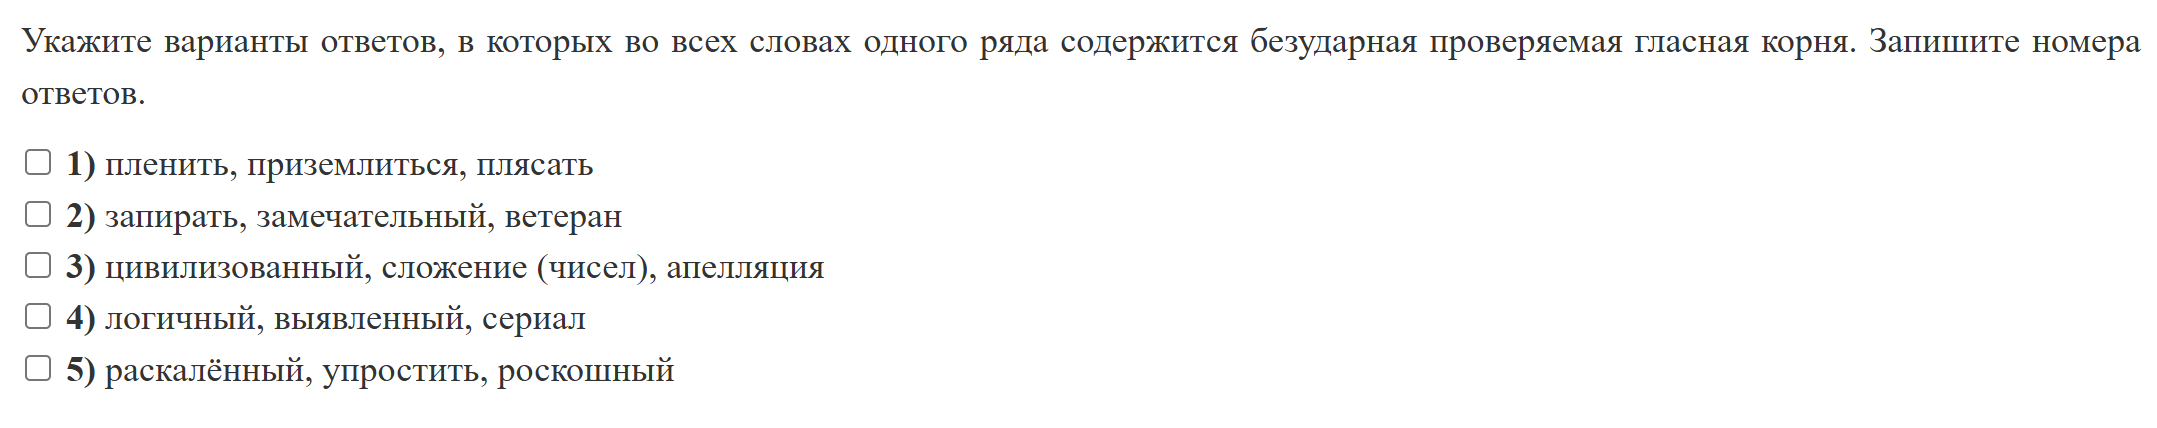 Укажите варианты ответов, в которых во всех словах одного ряда содержится безударная проверяемая гласная корня. Запишите номера
ответов.
1) пленить, приземлиться, плясать
2) запирать, замечательный, ветеран
3) цивилизованный, сложение (чисел), апелляция
4) логичный, выявленный, сериал
5) раскалённый, упростить, роскошный